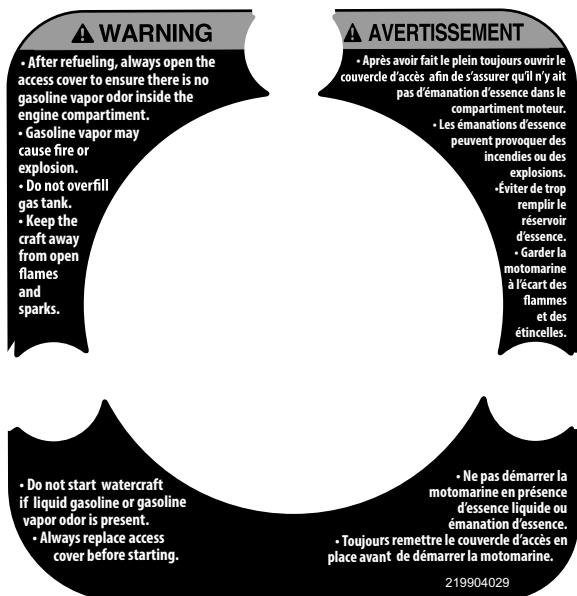 WARNING
• After refueling, always open the
access cover to ensure there is no
gasoline vapor odor inside the
engine compartment.
• Gasoline vapor may
cause fire or
explosion.
• Do not overfill
gas tank.
• Keep the
craft away
from open
flames
and
sparks.
• Do not start watercraft
if liquid gasoline or gasoline
vapor odor is present.
• Always replace access
cover before starting.
AVERTISSEMENT
• Après avoir fait le plein toujours ouvrir le
couvercle d'accès afin de s'assurer qu'il n'y ait
pas d'émanation d'essence dans le
compartiment moteur.
• Les émanations d'essence
peuvent provoquer des
incendies ou des
explosions.
•Éviter de trop
remplir le
réservoir
d'essence.
• Garder la
motomarine
à l'écart des
flammes
et des
étincelles.
• Ne pas démarrer la
motomarine en présence
d'essence liquide ou
émanation d'essence.
• Toujours remettre le couvercle d'accès en
place avant de démarrer la motomarine.
219904029